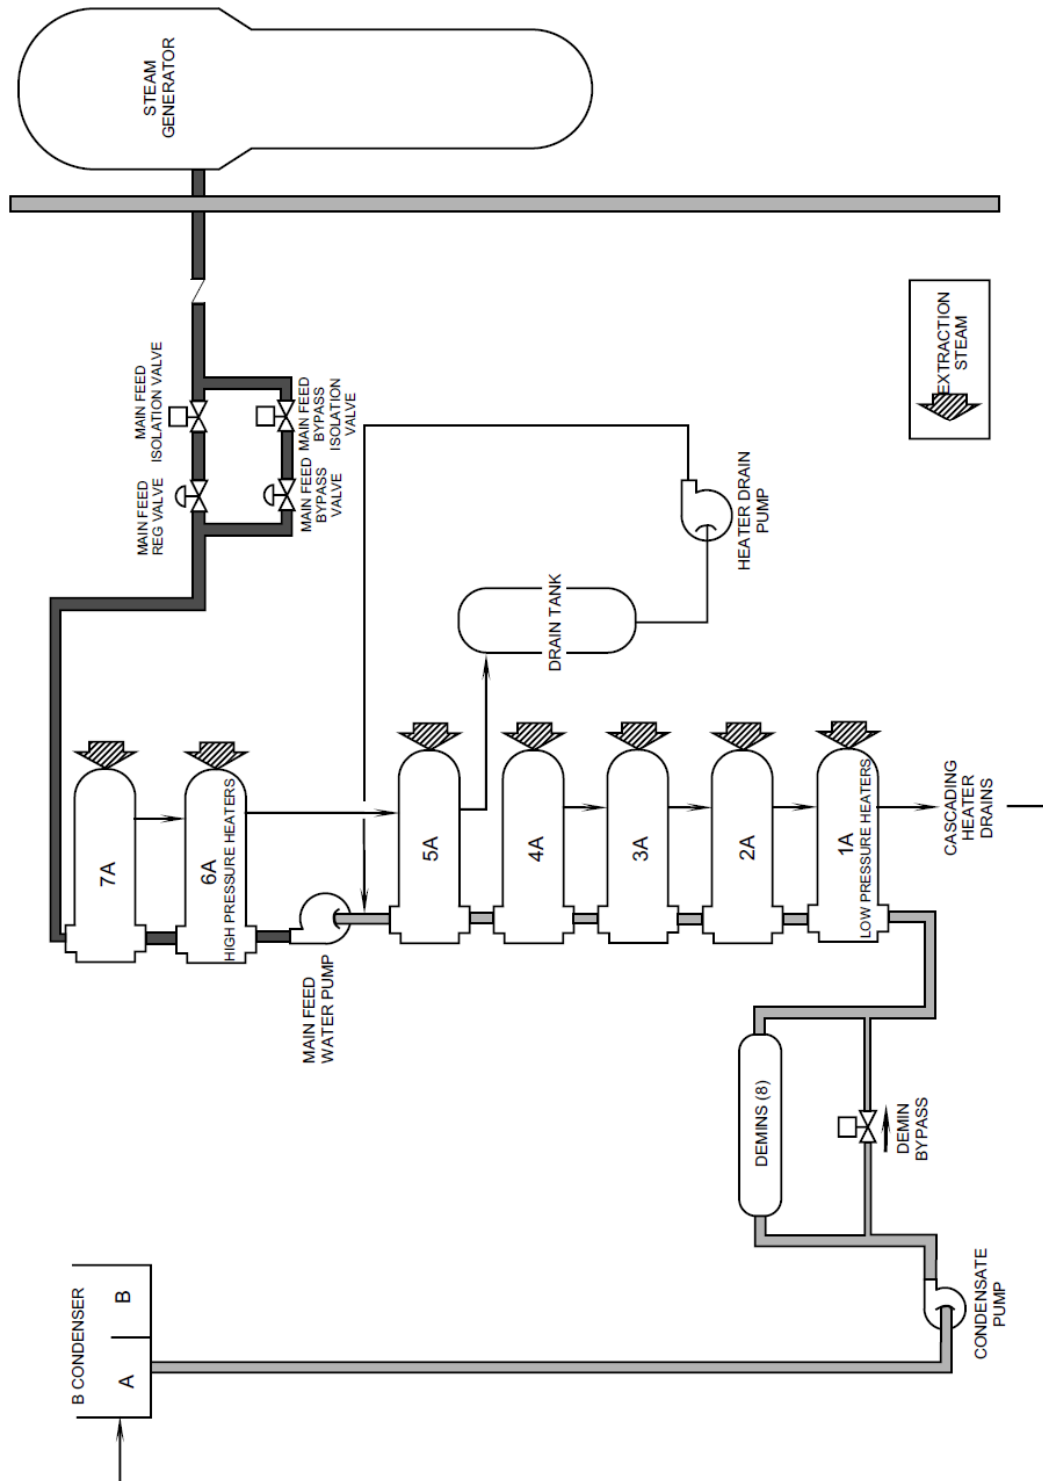 STEAM
GENERATOR
MAIN FEED
ISOLATION VALVE
MAIN FEED
BYPASS
ISOLATION
VALVE
MAIN FEED
REG VALVE
MAIN FEED
BYPASS
VALVE
EXTRACTION
STEAM
HEATER DRAIN
PUMP
DRAIN TANK
7A
6A
HIGH PRESSURE HEATERS
5A
4A
3A
2A
1A
LOW PRESSURE HEATERS
CASCADING
HEATER
DRAINS
MAIN FEED
WATER PUMP
DEMINS (8)
DEMIN
BYPASS
CONDENSATE
PUMP
B CONDENSER
A
B